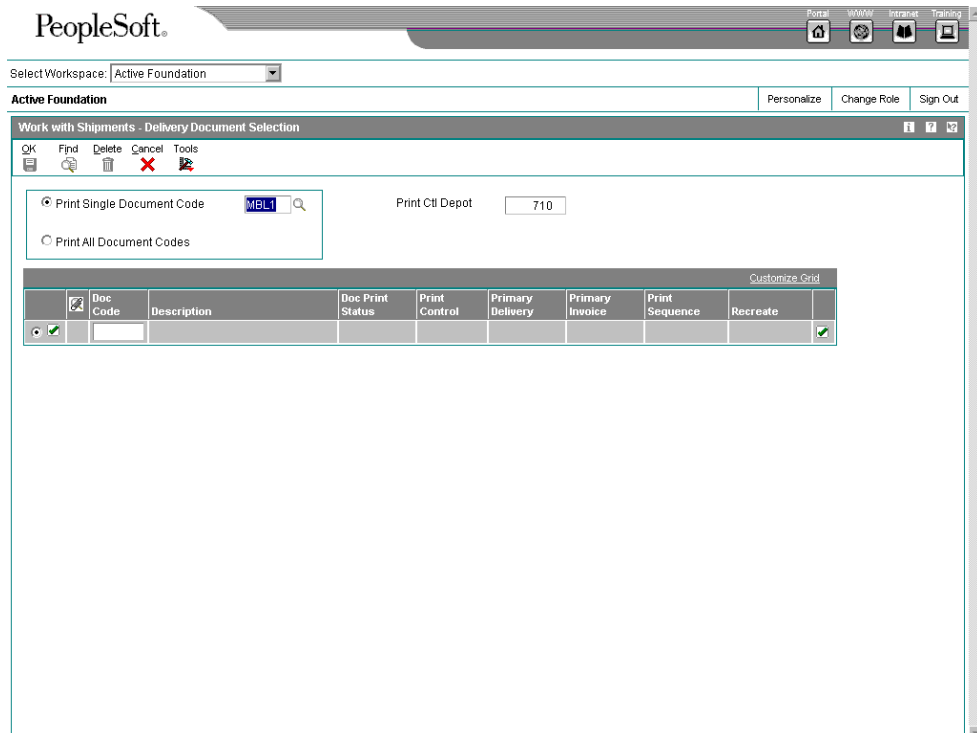 Portal WWW Intranet Training
PeopleSoft.
Select Workspace: Active Foundation
Active Foundation Personalize Change Role Sign Out
Work with Shipments - Delivery Document Selection i ? ?
OK Find Delete Cancel Tools
Print Single Document Code MBL1 Print Ctl Depot 710
Print All Document Codes
Customize Grid
Doc Code Description Doc Print Status Print Control Primary Delivery Primary Invoice Print Sequence Recreate